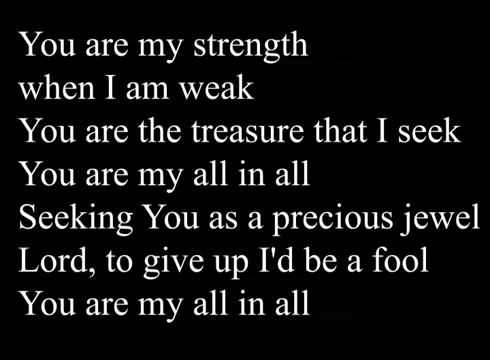 You are my strength
when I am weak
You are the treasure that I seek
You are my all in all
Seeking You as a precious jewel
Lord, to give up I'd be a fool
You are my all in all